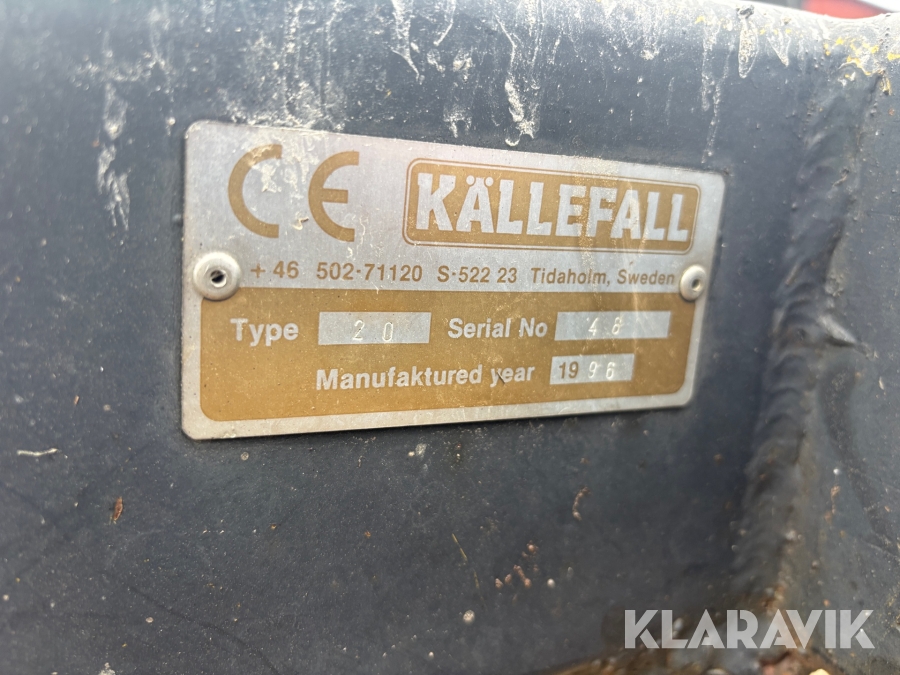 CE KÄLLEFALL
+ 46 502-71120 S-522 23 Tidaholm, Sweden
Type 20 Serial No 48
Manufaktured year 1996
KLARAVIK